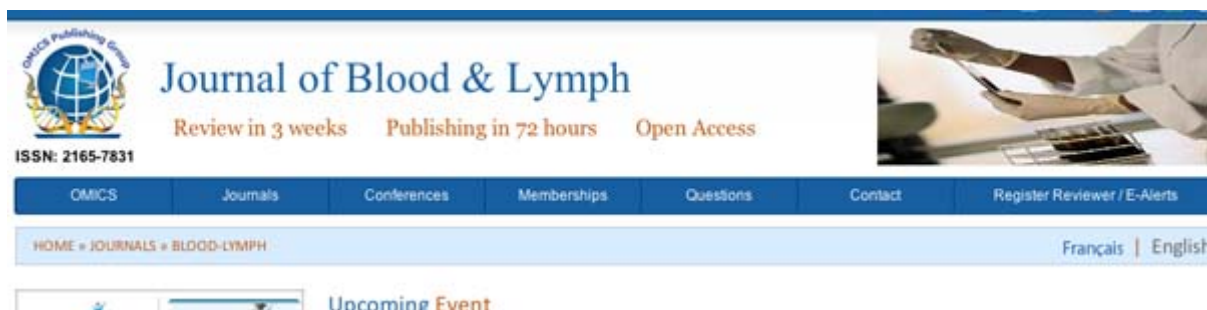 OMICS Publishing Group
Journal of Blood & Lymph
Review in 3 weeks Publishing in 72 hours Open Access
ISSN: 2165-7831
OMICS Journals Conferences Memberships Questions Contact Register Reviewer / E-Alerts
HOME » JOURNALS » BLOOD-LYMPH
Français | English
Upcoming Event